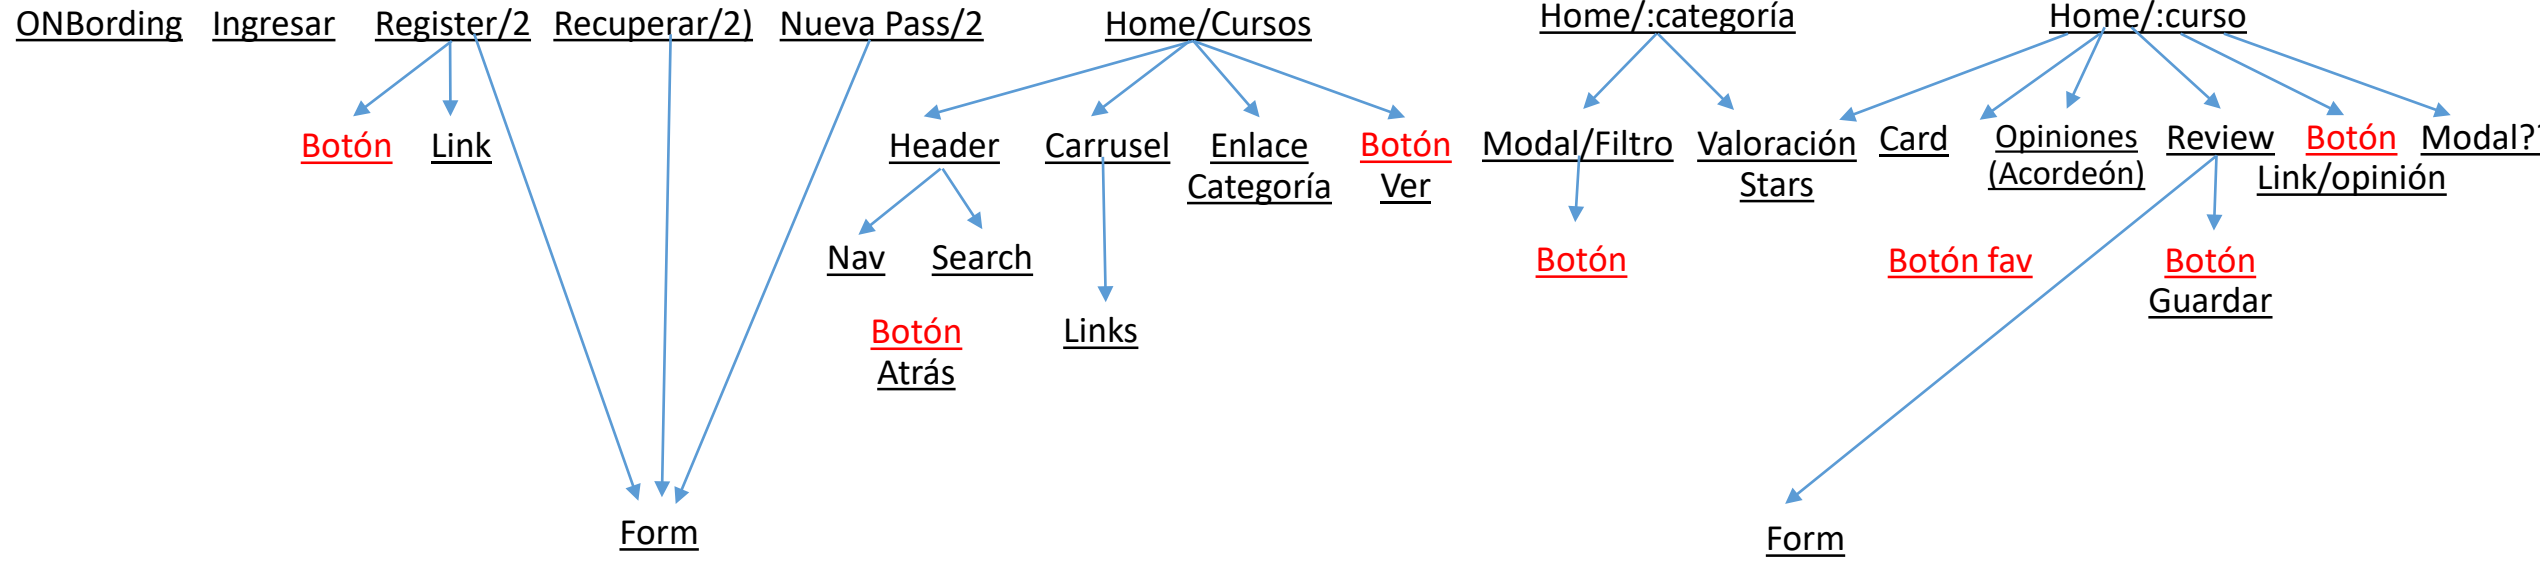 ONBording
Ingresar
Register/2
Recuperar/2)
Nueva Pass/2
Home/Cursos
Home/:categoría
Home/:curso
Botón
Link
Header
Carrusel
Enlace
Categoría
Botón
Ver
Modal/Filtro
Valoración
Stars
Card
Opiniones
(Acordeón)
Review
Botón
Link/opinión
Modal??
Nav
Search
Botón
Botón fav
Botón
Guardar
Botón
Atrás
Links
Form
Form